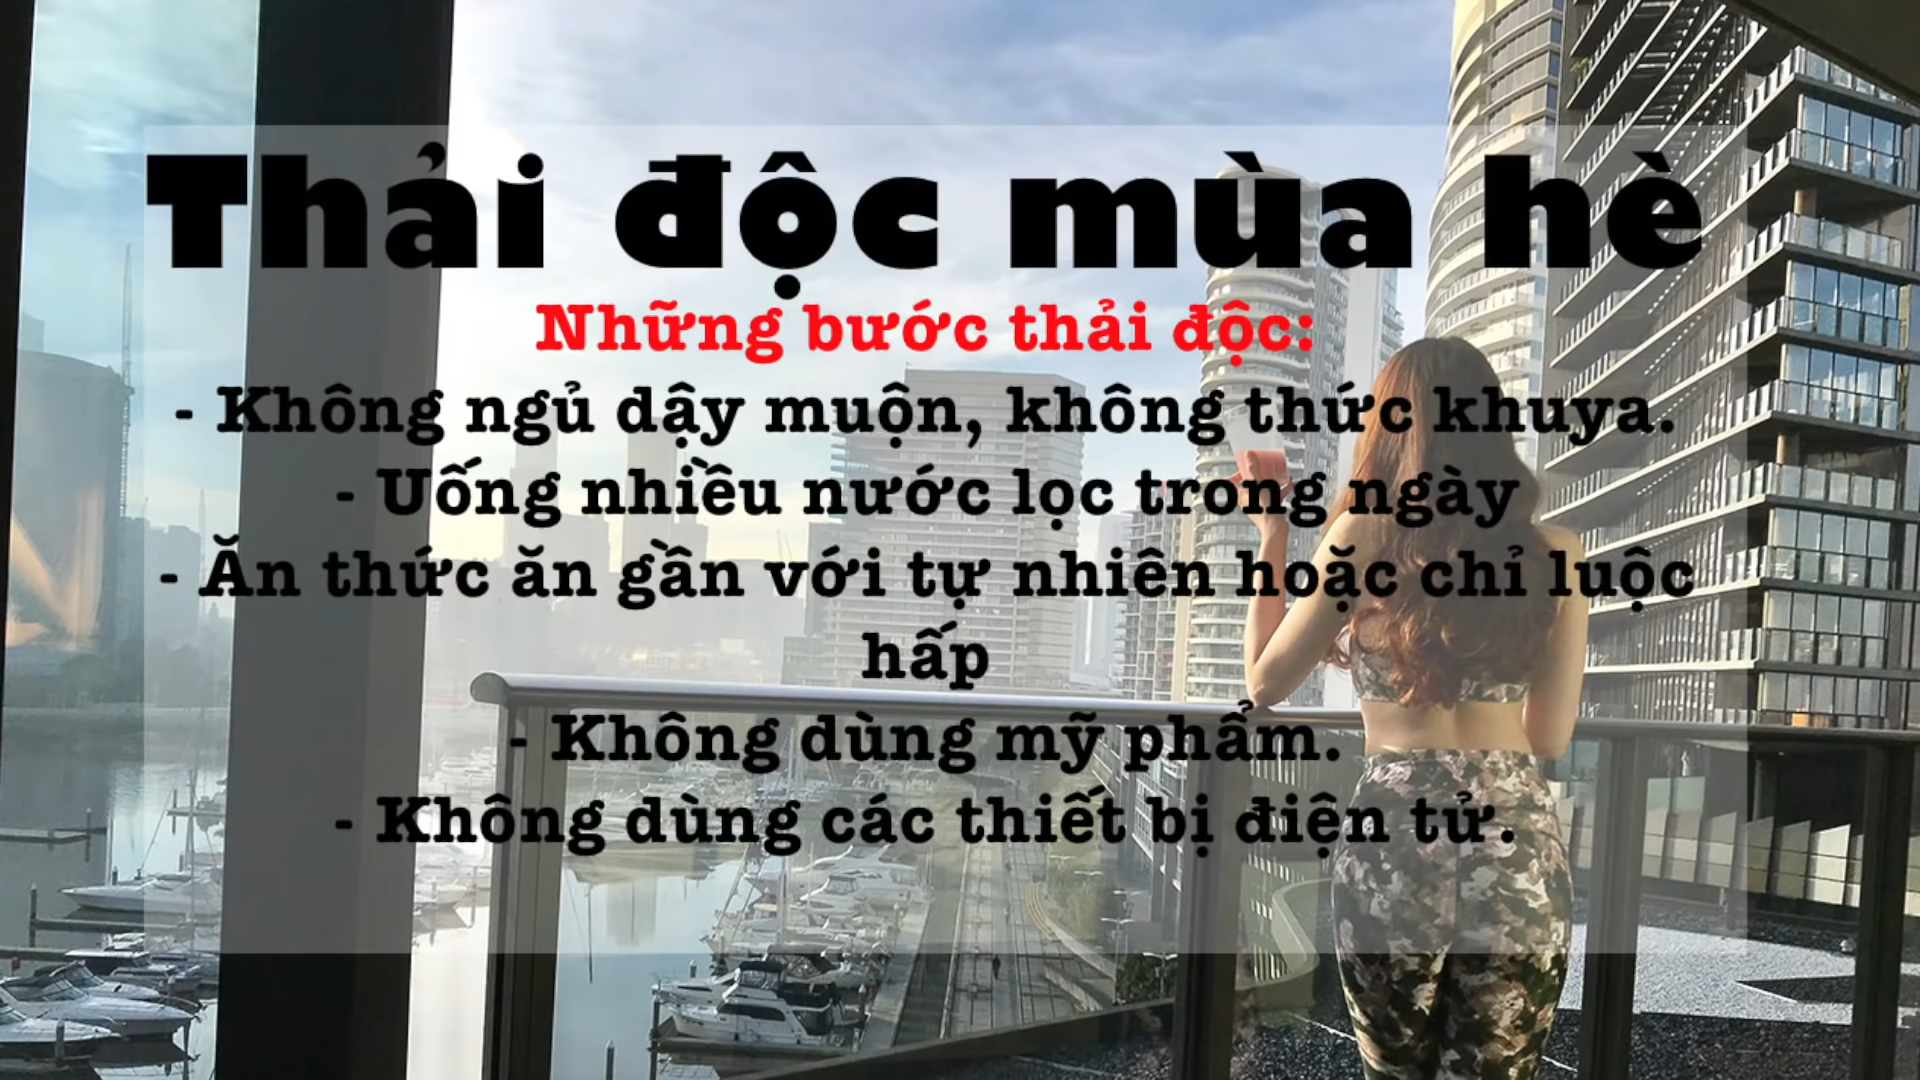 Thải độc mùa hè
Những bước thải độc:
- Không ngủ dậy muộn, không thức khuya.
- Uống nhiều nước lọc trong ngày
- Ăn thức ăn gần với tự nhiên hoặc chỉ luộc
hấp
- Không dùng mỹ phẩm.
- Không dùng các thiết bị điện tử.